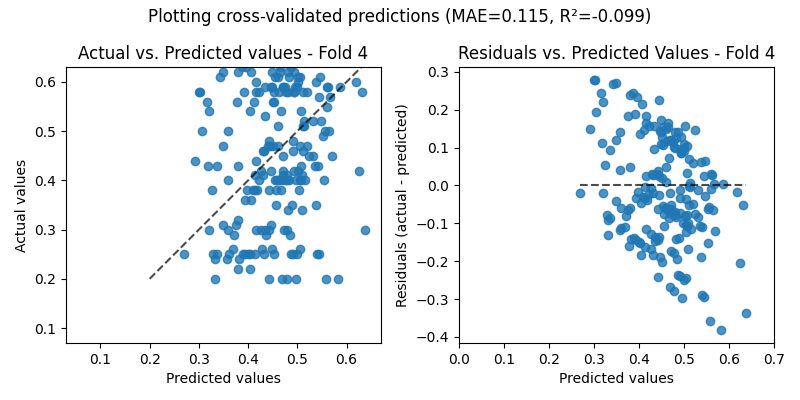 Plotting cross-validated predictions (MAE=0.115, R²=-0.099)
Actual vs. Predicted values - Fold 4
0.6
0.5
0.4
0.3
0.2
0.1
Actual values
0.1 0.2 0.3 0.4 0.5 0.6
Predicted values
Residuals vs. Predicted Values - Fold 4
0.3
0.2
0.1
0.0
−0.1
−0.2
−0.3
−0.4
Residuals (actual - predicted)
0.0 0.1 0.2 0.3 0.4 0.5 0.6 0.7
Predicted values